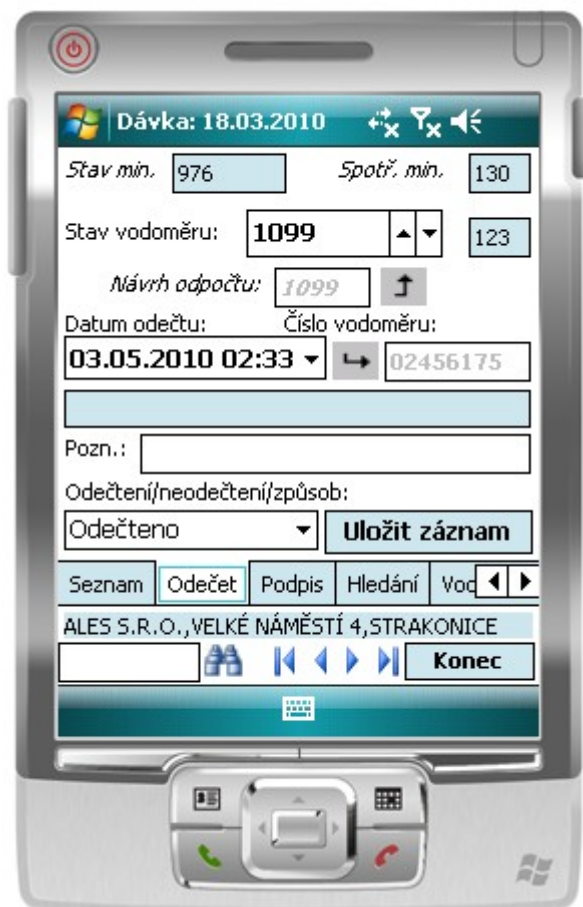 Dávka: 18.03.2010
Stav min. 976 Spotř. min. 130
Stav vodoměru: 1099 123
Návrh odpočtu: 1099
Datum odečtu: Číslo vodoměru:
03.05.2010 02:33 02456175
Pozn.:
Odečtení/neodečtení/způsob:
Odečteno Uložit záznam
Seznam Odečet Podpis Hledání Voc
ALES S.R.O.,VELKÉ NÁMĚSTÍ 4,STRAKONICE
Konec